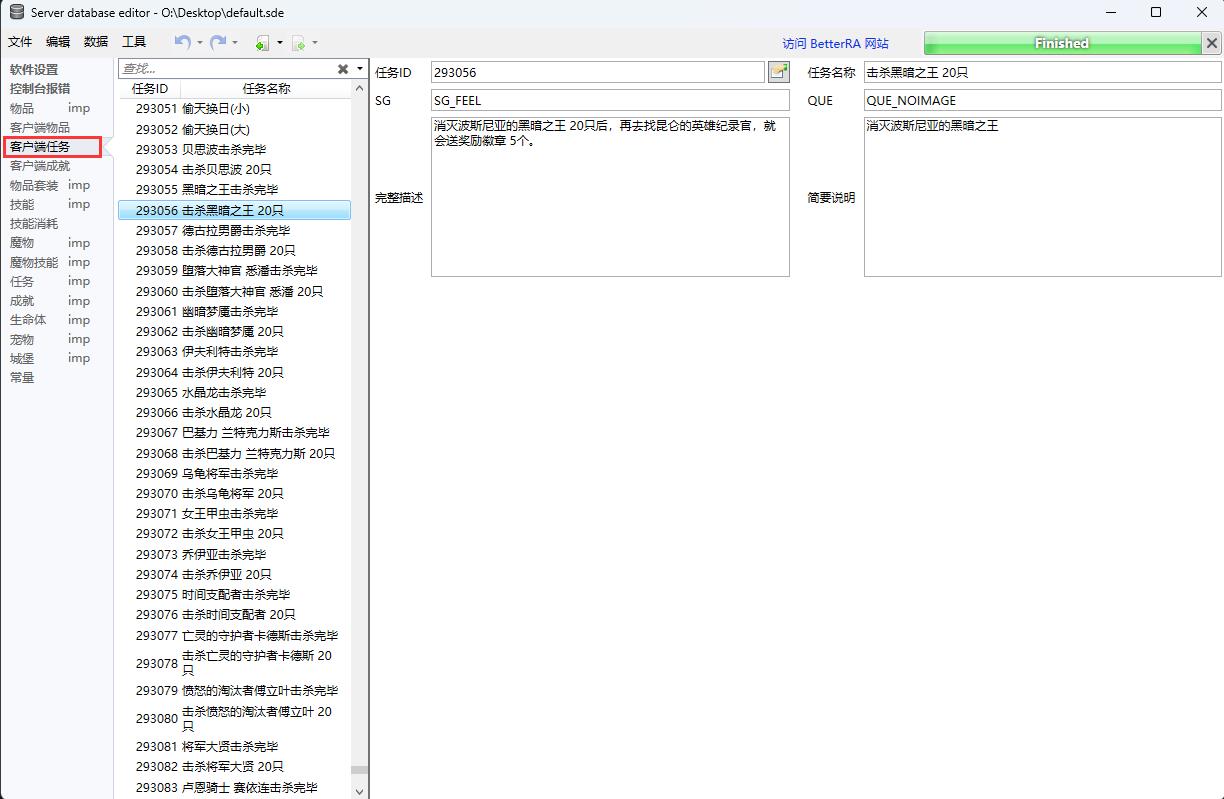 Server database editor - O:\Desktop\default.sde
文件 编辑 数据 工具
访问 BetterRA 网站
Finished
软件设置
控制台报错
物品 imp
客户端物品
客户端任务
客户端成就
物品套装 imp
技能 imp
技能消耗
魔物 imp
魔物技能 imp
任务 imp
成就 imp
生命体 imp
宠物 imp
城堡 imp
常量
查找...
任务ID 任务名称
293051 偷天换日(小)
293052 偷天换日(大)
293053 贝思波击杀完毕
293054 击杀贝思波 20只
293055 黑暗之王击杀完毕
293056 击杀黑暗之王 20只
293057 德古拉男爵击杀完毕
293058 击杀德古拉男爵 20只
293059 堕落大神官 悉潘击杀完毕
293060 击杀堕落大神官 悉潘 20只
293061 幽暗梦魇击杀完毕
293062 击杀幽暗梦魇 20只
293063 伊夫利特击杀完毕
293064 击杀伊夫利特 20只
293065 水晶龙击杀完毕
293066 击杀水晶龙 20只
293067 巴基力 兰特克力斯击杀完毕
293068 击杀巴基力 兰特克力斯 20只
293069 乌龟将军击杀完毕
293070 击杀乌龟将军 20只
293071 女王甲虫击杀完毕
293072 击杀女王甲虫 20只
293073 乔伊亚击杀完毕
293074 击杀乔伊亚 20只
293075 时间支配者击杀完毕
293076 击杀时间支配者 20只
293077 亡灵的守护者卡德斯击杀完毕
293078 击杀亡灵的守护者卡德斯 20
只
293079 愤怒的淘汰者傅立叶击杀完毕
293080 击杀愤怒的淘汰者傅立叶 20
只
293081 将军大贤击杀完毕
293082 击杀将军大贤 20只
293083 卢恩骑士 赛依连击杀完毕
任务ID 293056
任务名称 击杀黑暗之王 20只
SG SG_FEEL
QUE QUE_NOIMAGE
完整描述
消灭波斯尼亚的黑暗之王 20只后，再去找昆仑的英雄纪录官，就
会送奖励徽章 5个。
简要说明
消灭波斯尼亚的黑暗之王